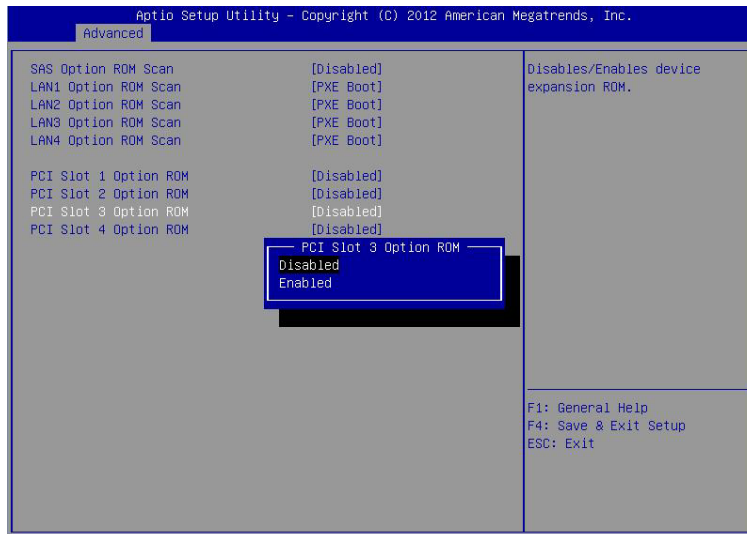 Aptio Setup Utility – Copyright (C) 2012 American Megatrends, Inc.
Advanced
SAS Option ROM Scan [Disabled]
LAN1 Option ROM Scan [PXE Boot]
LAN2 Option ROM Scan [PXE Boot]
LAN3 Option ROM Scan [PXE Boot]
LAN4 Option ROM Scan [PXE Boot]
PCI Slot 1 Option ROM [Disabled]
PCI Slot 2 Option ROM [Disabled]
PCI Slot 3 Option ROM [Disabled]
PCI Slot 4 Option ROM [Disabled]
PCI Slot 3 Option ROM
Disabled
Enabled
Disables/Enables device
expansion ROM.
F1: General Help
F4: Save & Exit Setup
ESC: Exit